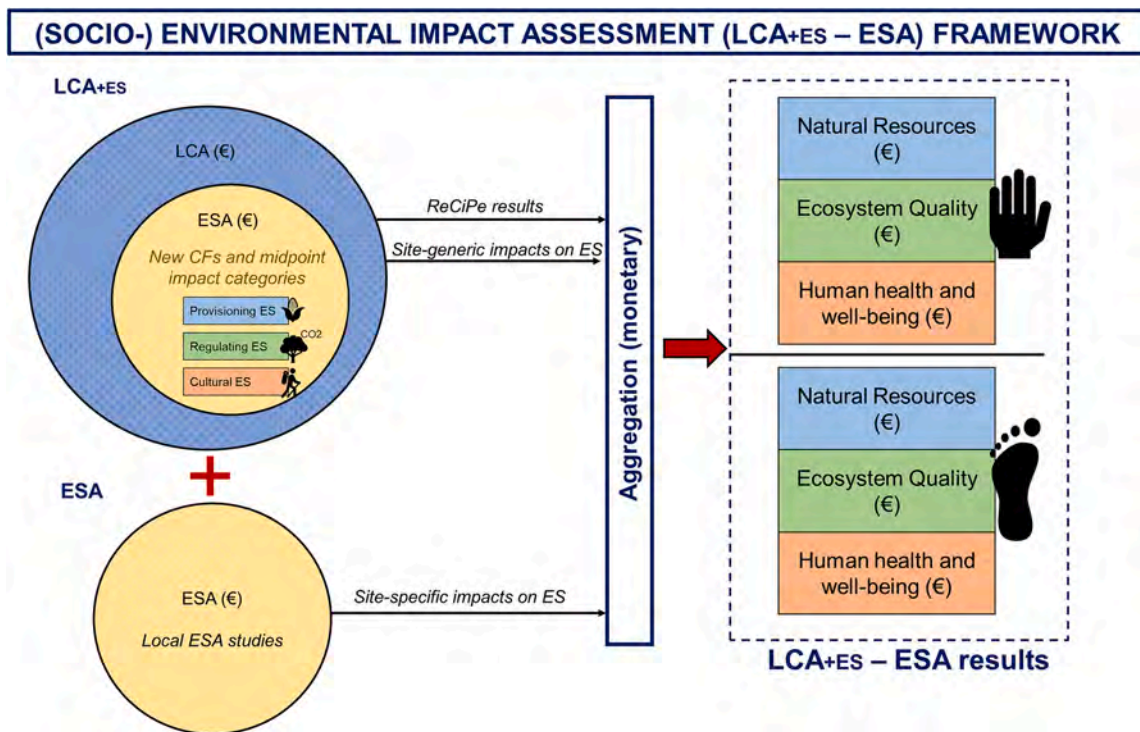 (SOCIO-) ENVIRONMENTAL IMPACT ASSESSMENT (LCA+ES – ESA) FRAMEWORK
LCA+ES
LCA (€)
ESA (€)
New CFs and midpoint
impact categories
Provisioning ES
CO2
Regulating ES
Cultural ES
ESA
ESA (€)
Local ESA studies
ReCiPe results
Site-generic impacts on ES
Site-specific impacts on ES
Aggregation (monetary)
Natural Resources
(€)
Ecosystem Quality
(€)
Human health and
well-being (€)
Natural Resources
(€)
Ecosystem Quality
(€)
Human health and
well-being (€)
LCA+ES – ESA results